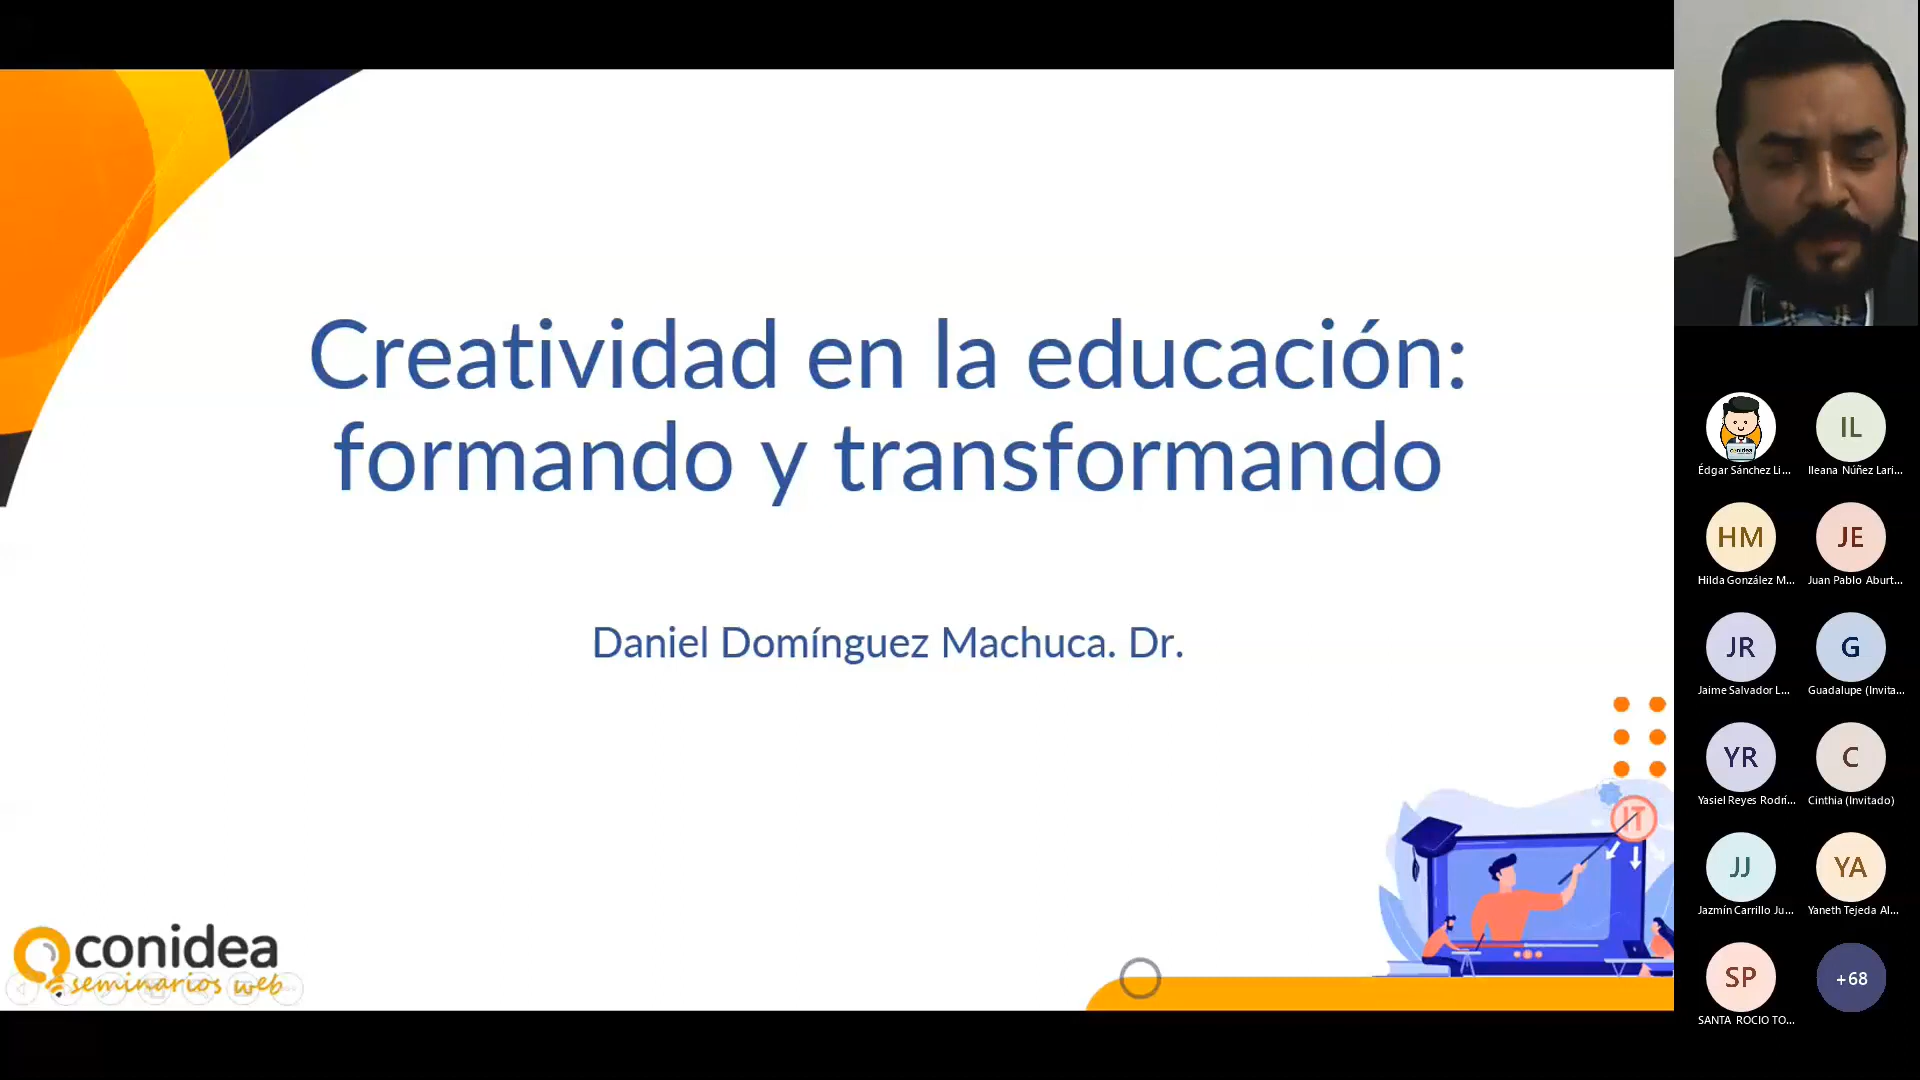 Creatividad en la educación:
formando y transformando
Daniel Domínguez Machuca. Dr.
IT
conidea
seminarios web
conidea
Édgar Sánchez Li...
IL
Ileana Núñez Lari...
HM
Hilda González M...
JE
Juan Pablo Aburt...
JR
Jaime Salvador L...
G
Guadalupe (Invita...
YR
Yasiel Reyes Rodrí...
C
Cinthia (Invitado)
JJ
Jazmín Carrillo Ju...
YA
Yaneth Tejeda Al...
SP
SANTA ROCIO TO...
+68